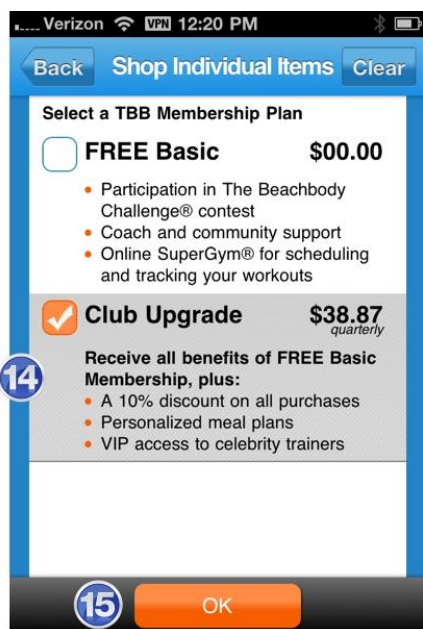 Verizon VPN 12:20 PM
Back Shop Individual Items Clear
Select a TBB Membership Plan
FREE Basic $00.00
• Participation in The Beachbody
Challenge® contest
• Coach and community support
• Online SuperGym® for scheduling
and tracking your workouts
Club Upgrade $38.87
quarterly
14
Receive all benefits of FREE Basic
Membership, plus:
• A 10% discount on all purchases
• Personalized meal plans
• VIP access to celebrity trainers
15 OK